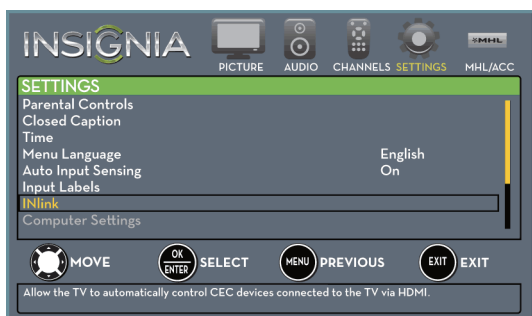 INSIGNIA
PICTURE AUDIO CHANNELS SETTINGS MHL/ACC
MHL
SETTINGS
Parental Controls
Closed Caption
Time
Menu Language English
Auto Input Sensing On
Input Labels
INlink
Computer Settings
MOVE OK ENTER SELECT MENU PREVIOUS EXIT EXIT
Allow the TV to automatically control CEC devices connected to the TV via HDMI.